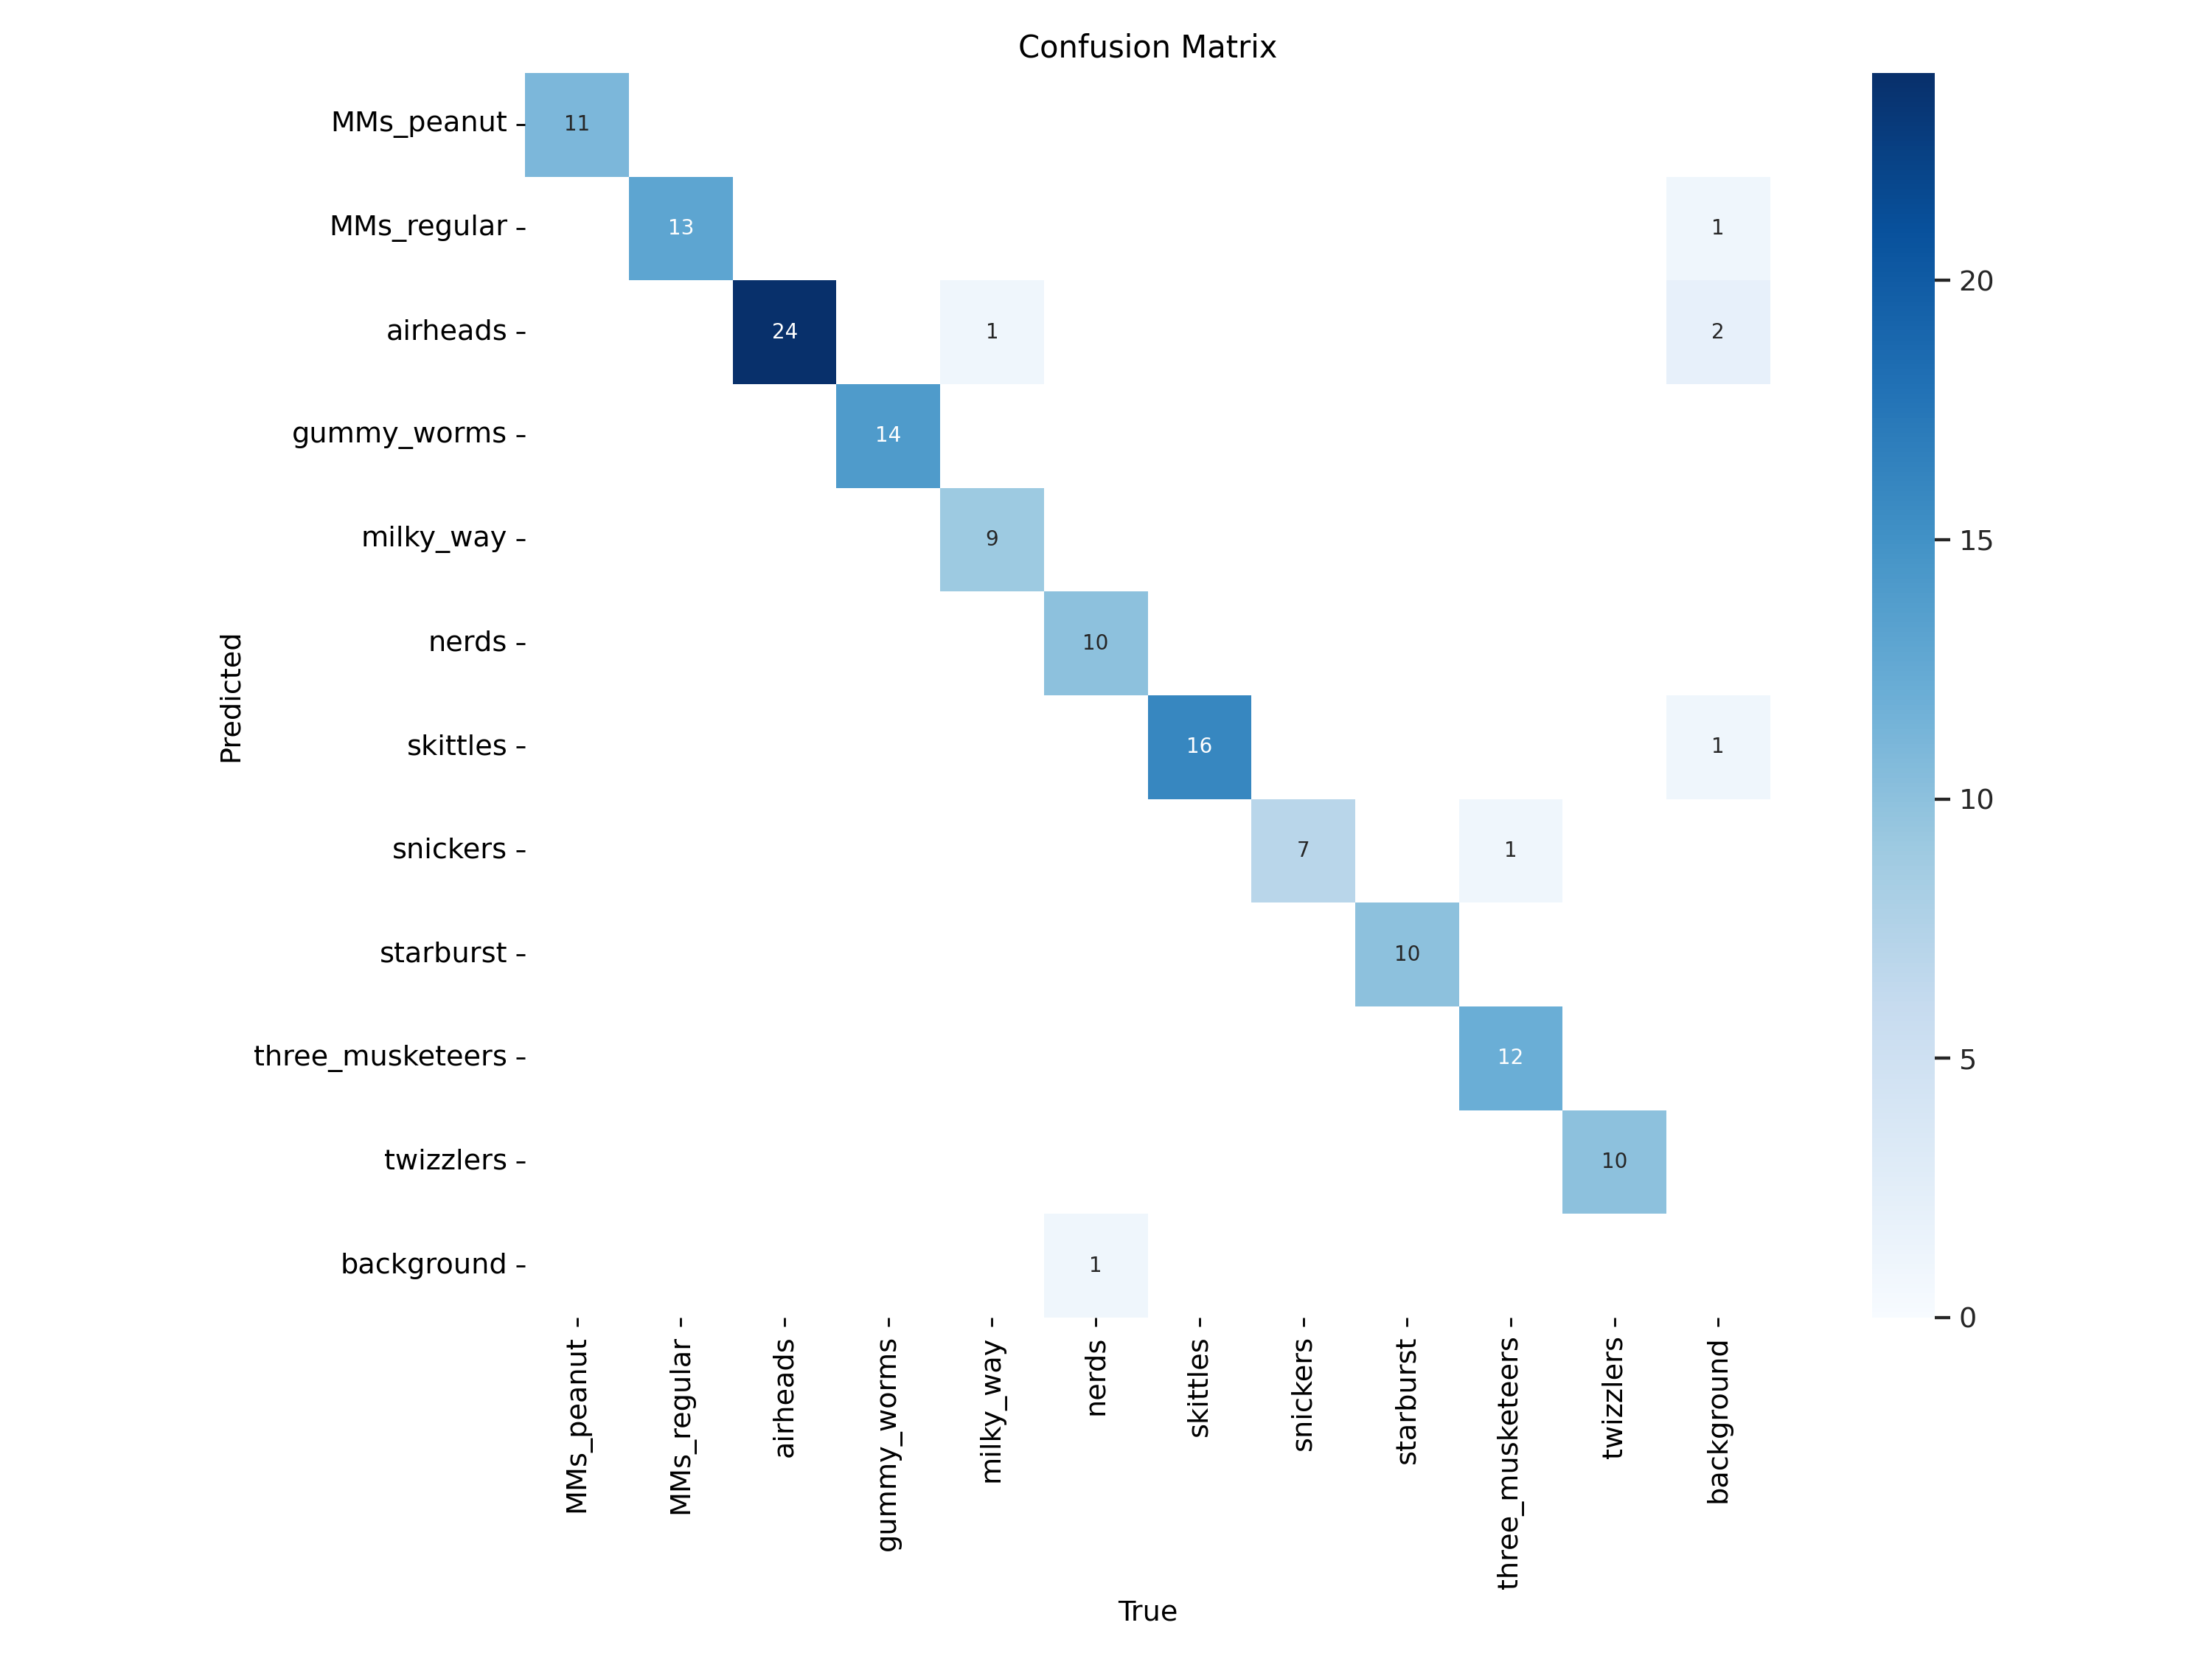 Confusion Matrix
MMs_peanut
11
MMs_regular
13
1
airheads
24
1
2
20
gummy_worms
14
milky_way
9
15
Predicted
nerds
10
skittles
16
1
10
snickers
7
1
starburst
10
three_musketeers
12
5
twizzlers
10
background
1
0
MMs_peanut
MMs_regular
airheads
gummy_worms
milky_way
nerds
skittles
snickers
starburst
three_musketeers
twizzlers
background
True